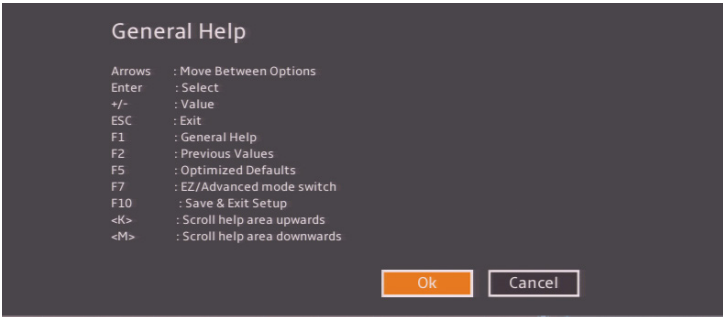 General Help
Arrows : Move Between Options
Enter : Select
+/- : Value
ESC : Exit
F1 : General Help
F2 : Previous Values
F5 : Optimized Defaults
F7 : EZ/Advanced mode switch
F10 : Save & Exit Setup
<K> : Scroll help area upwards
<M> : Scroll help area downwards
Ok Cancel